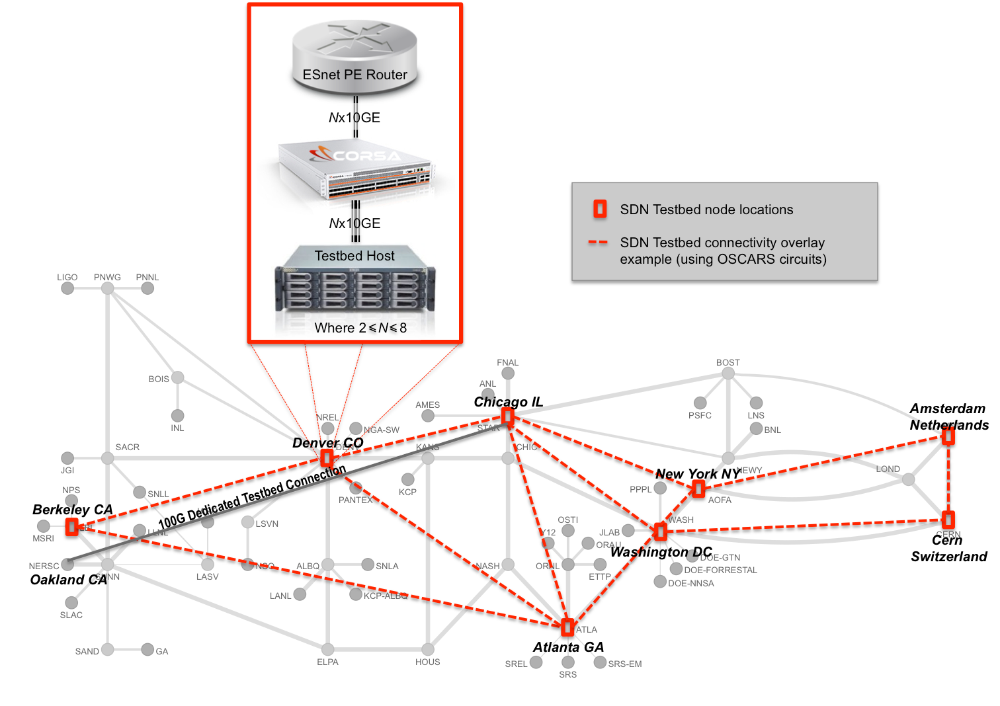 ESnet PE Router
Nx10GE
CORSA
CORSA
Nx10GE
Testbed Host
Where 2⩽N⩽8
SDN Testbed node locations
SDN Testbed connectivity overlay
example (using OSCARS circuits)
LIGO
PNWG
PNNL
BOIS
INL
FNAL
ANL
Chicago IL
AMES
STAR
BOST
PSFC
LNS
BNL
Amsterdam
Netherlands
NREL
NGA-SW
Denver CO
DENV
SACR
JGI
KANS
CHIC
KCP
NEWY
New York NY
LOND
AOFA
PPPL
NPS
SNLL
PANTEX
100G Dedicated Testbed Connection
Berkeley CA
LBL
MSRI
LLNL
LSVN
WASH
OSTI
Y12
JLAB
ORAU
Washington DC
CERN
Cern
Switzerland
DOE-GTN
DOE-FORRESTAL
DOE-NNSA
NERSC
Oakland CA
SUNN
LASV
NSO
ALBQ
SNLA
NASH
ORNL
ETTP
LANL
KCP-ALBQ
SLAC
ATLA
Atlanta GA
SAND
GA
ELPA
HOUS
SREL
SRS
SRS-EM